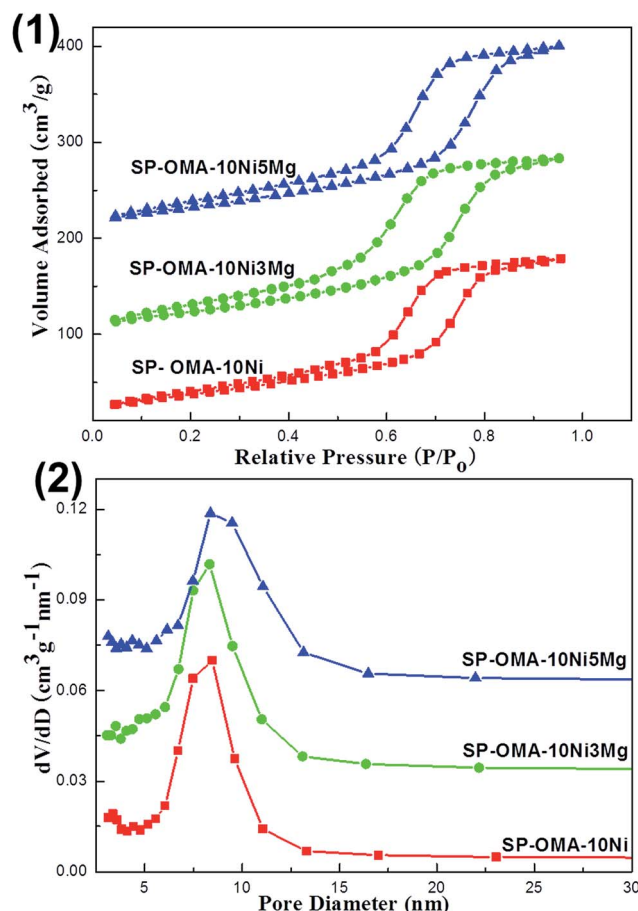 (1)
400
300
200
100
Volume Adsorbed (cm³/g)
SP-OMA-10Ni5Mg
SP-OMA-10Ni3Mg
SP- OMA-10Ni
0.0 0.2 0.4 0.6 0.8 1.0
Relative Pressure (P/P₀)
(2)
0.12
0.09
0.06
0.03
0.00
dV/dD (cm³g⁻¹nm⁻¹)
SP-OMA-10Ni5Mg
SP-OMA-10Ni3Mg
SP-OMA-10Ni
5 10 15 20 25 30
Pore Diameter (nm)